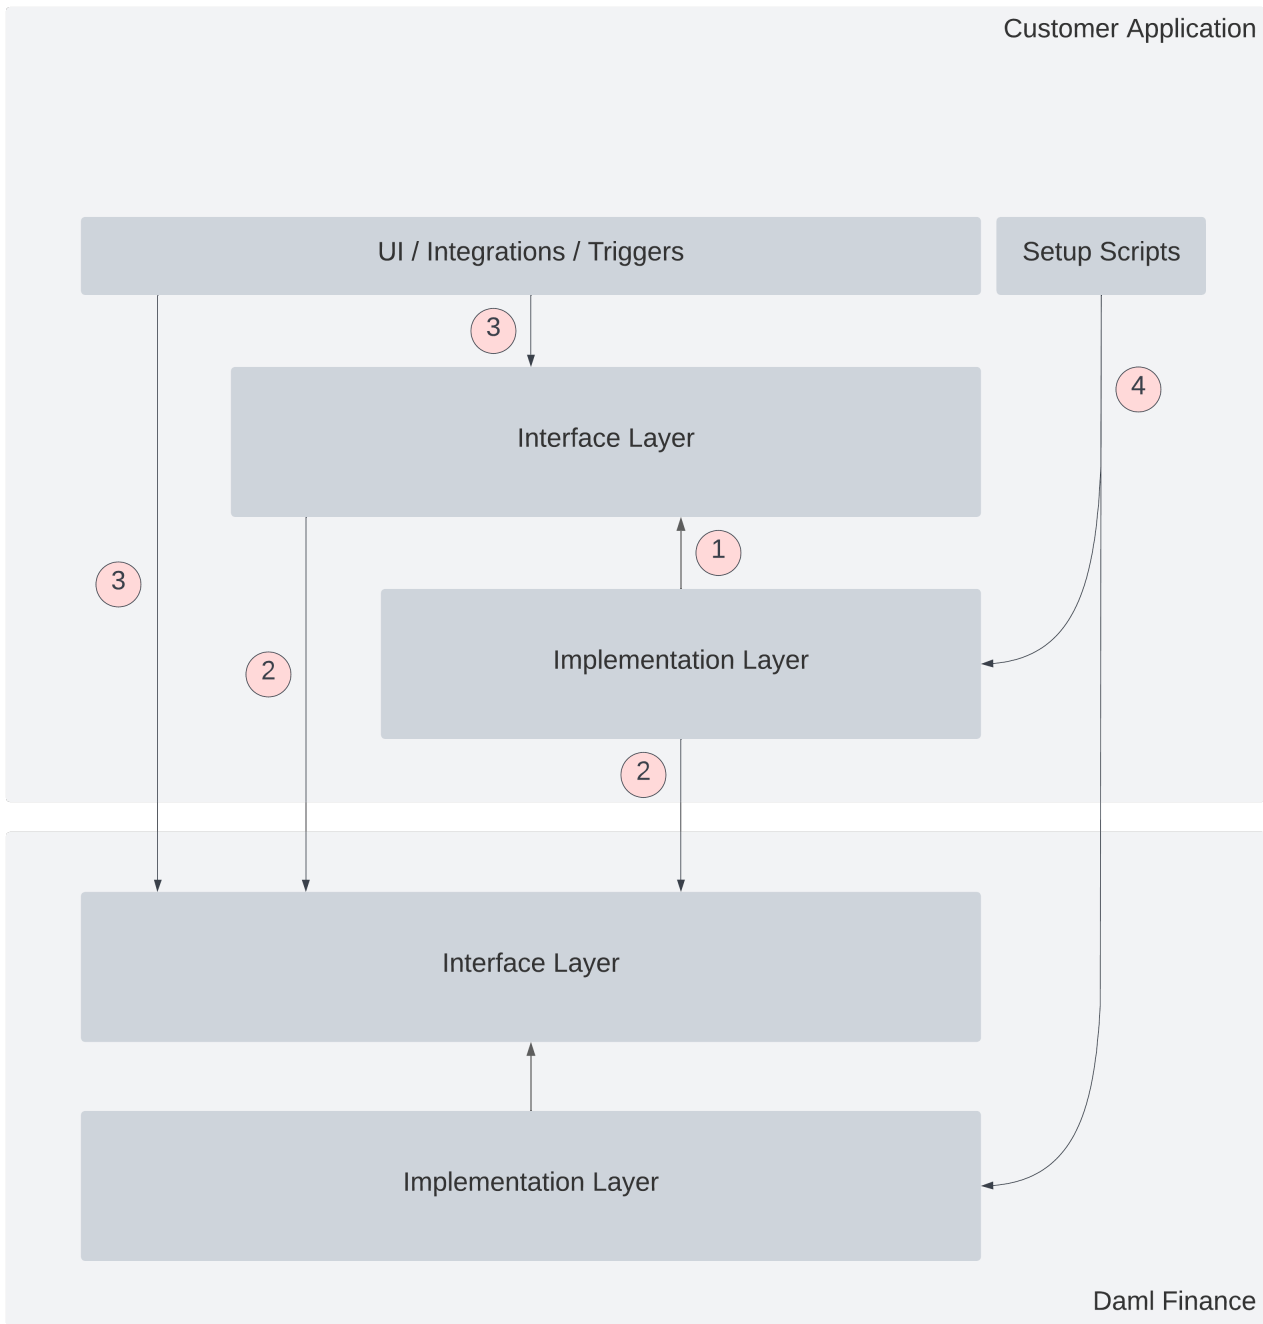 Customer Application
UI / Integrations / Triggers
Setup Scripts
3
4
Interface Layer
1
3
Implementation Layer
2
2
Interface Layer
Implementation Layer
Daml Finance